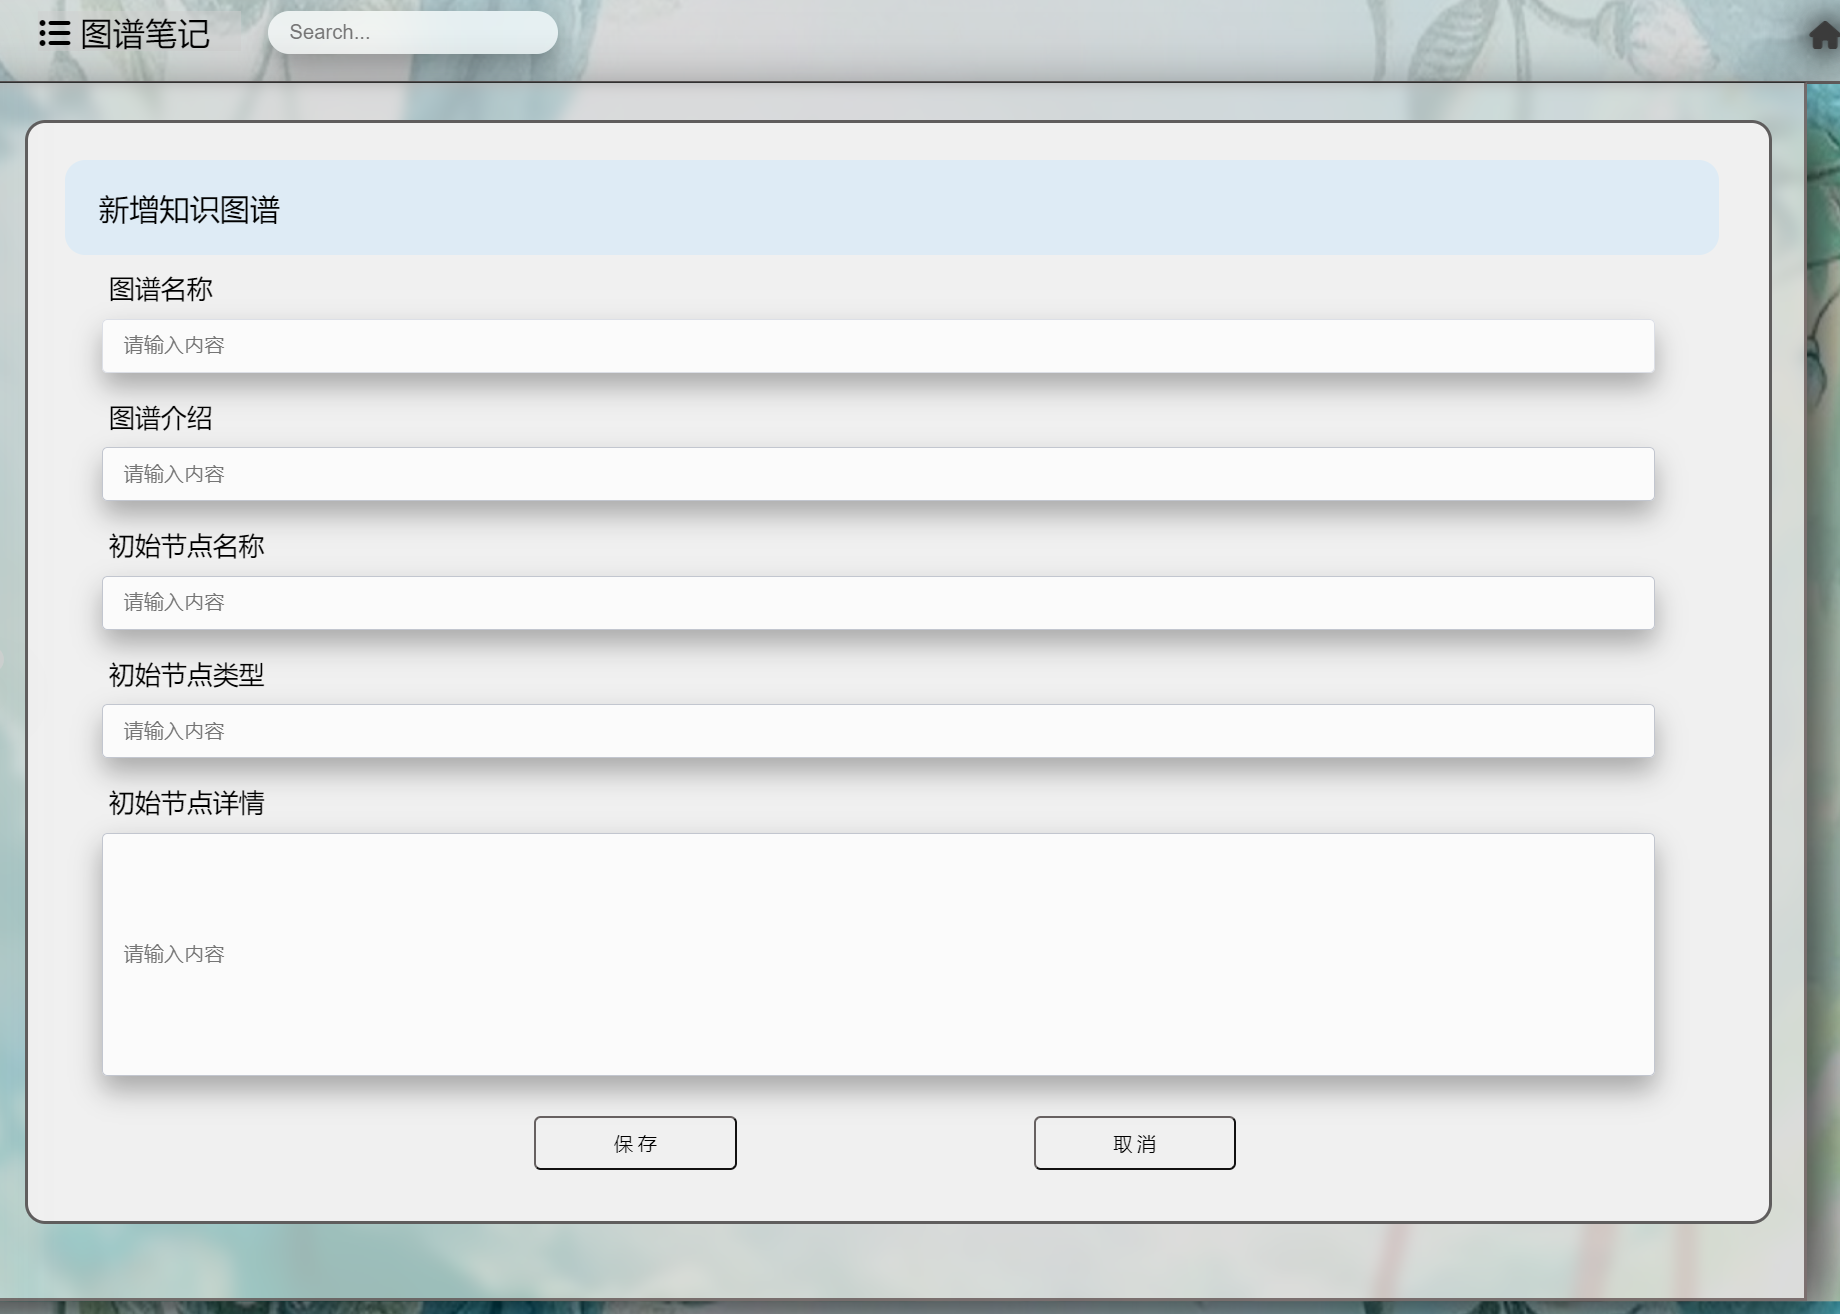 图谱笔记
Search...
新增知识图谱
图谱名称
请输入内容
图谱介绍
请输入内容
初始节点名称
请输入内容
初始节点类型
请输入内容
初始节点详情
请输入内容
保存
取消